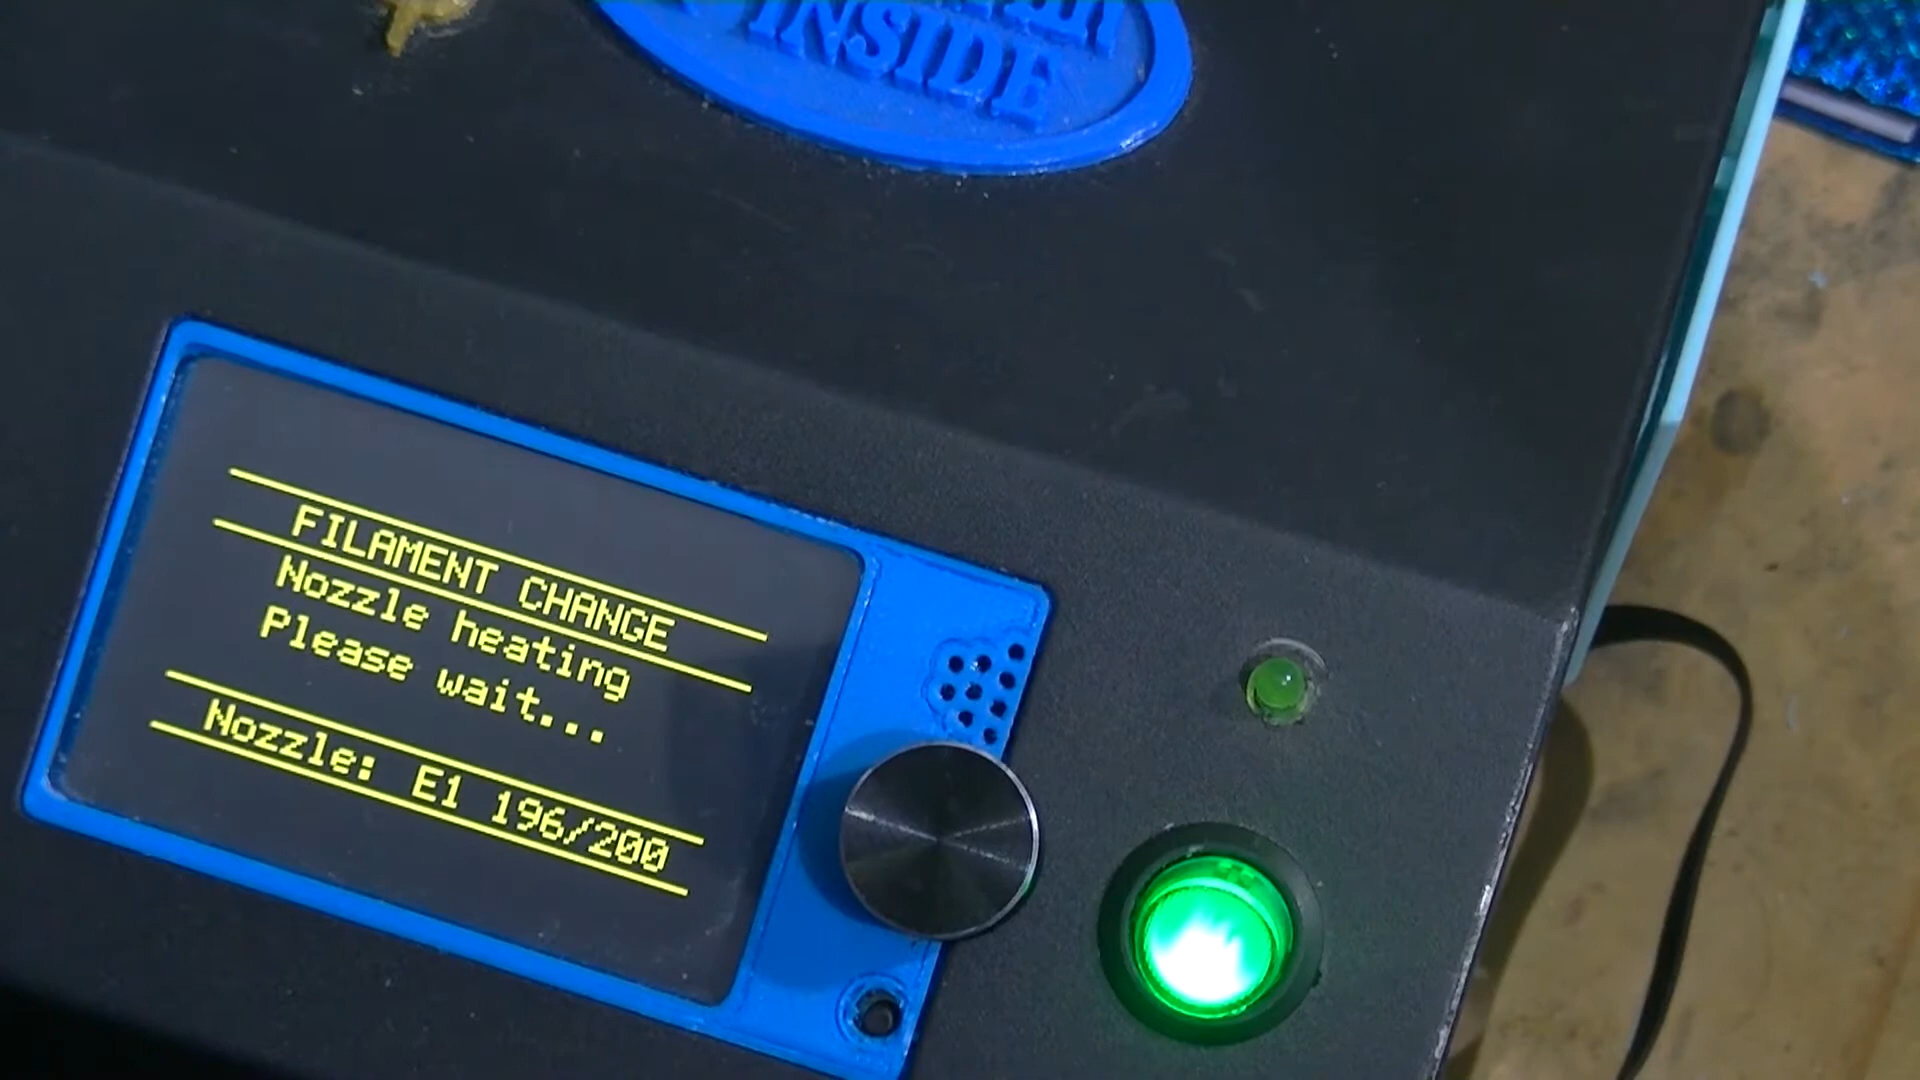 INSIDE
FILAMENT CHANGE
Nozzle heating
Please wait...
Nozzle: E1 196/200